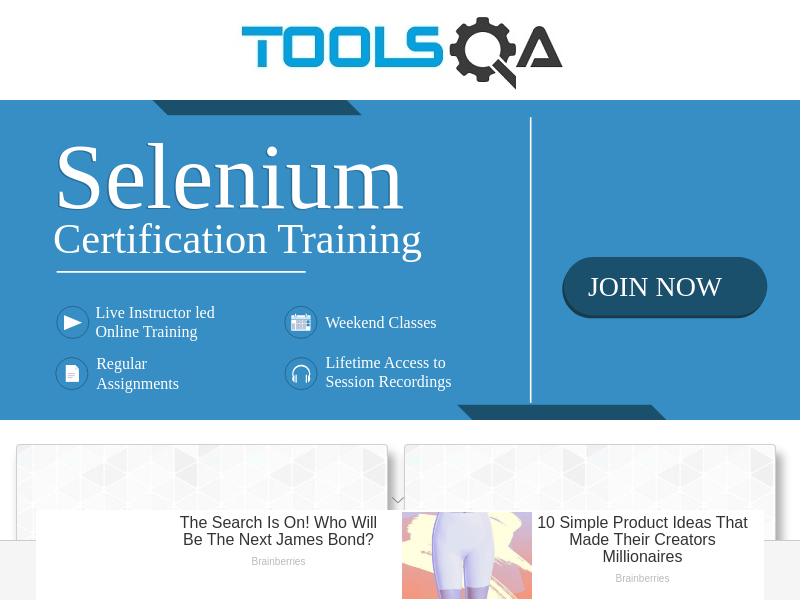 TOOLSQA
Selenium
Certification Training
Live Instructor led
Online Training
Weekend Classes
Regular
Assignments
Lifetime Access to
Session Recordings
JOIN NOW
The Search Is On! Who Will
Be The Next James Bond?
Brainberries
10 Simple Product Ideas That
Made Their Creators
Millionaires
Brainberries